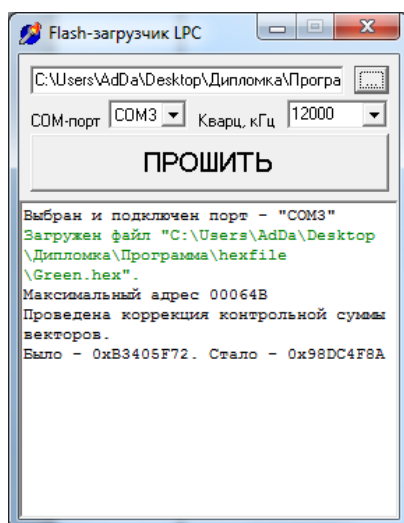 Flash-загрузчик LPC
C:\Users\AdDa\Desktop\Дипломка\Програ
...
COM-порт COM3 Кварц, кГц 12000
ПРОШИТЬ
Выбран и подключен порт - "COM3"
Загружен файл "C:\Users\AdDa\Desktop
\Дипломка\Программа\hexfile
\Green.hex".
Максимальный адрес 00064B
Проведена коррекция контрольной суммы
векторов.
Было - 0xB3405F72. Стало - 0x98DC4F8A